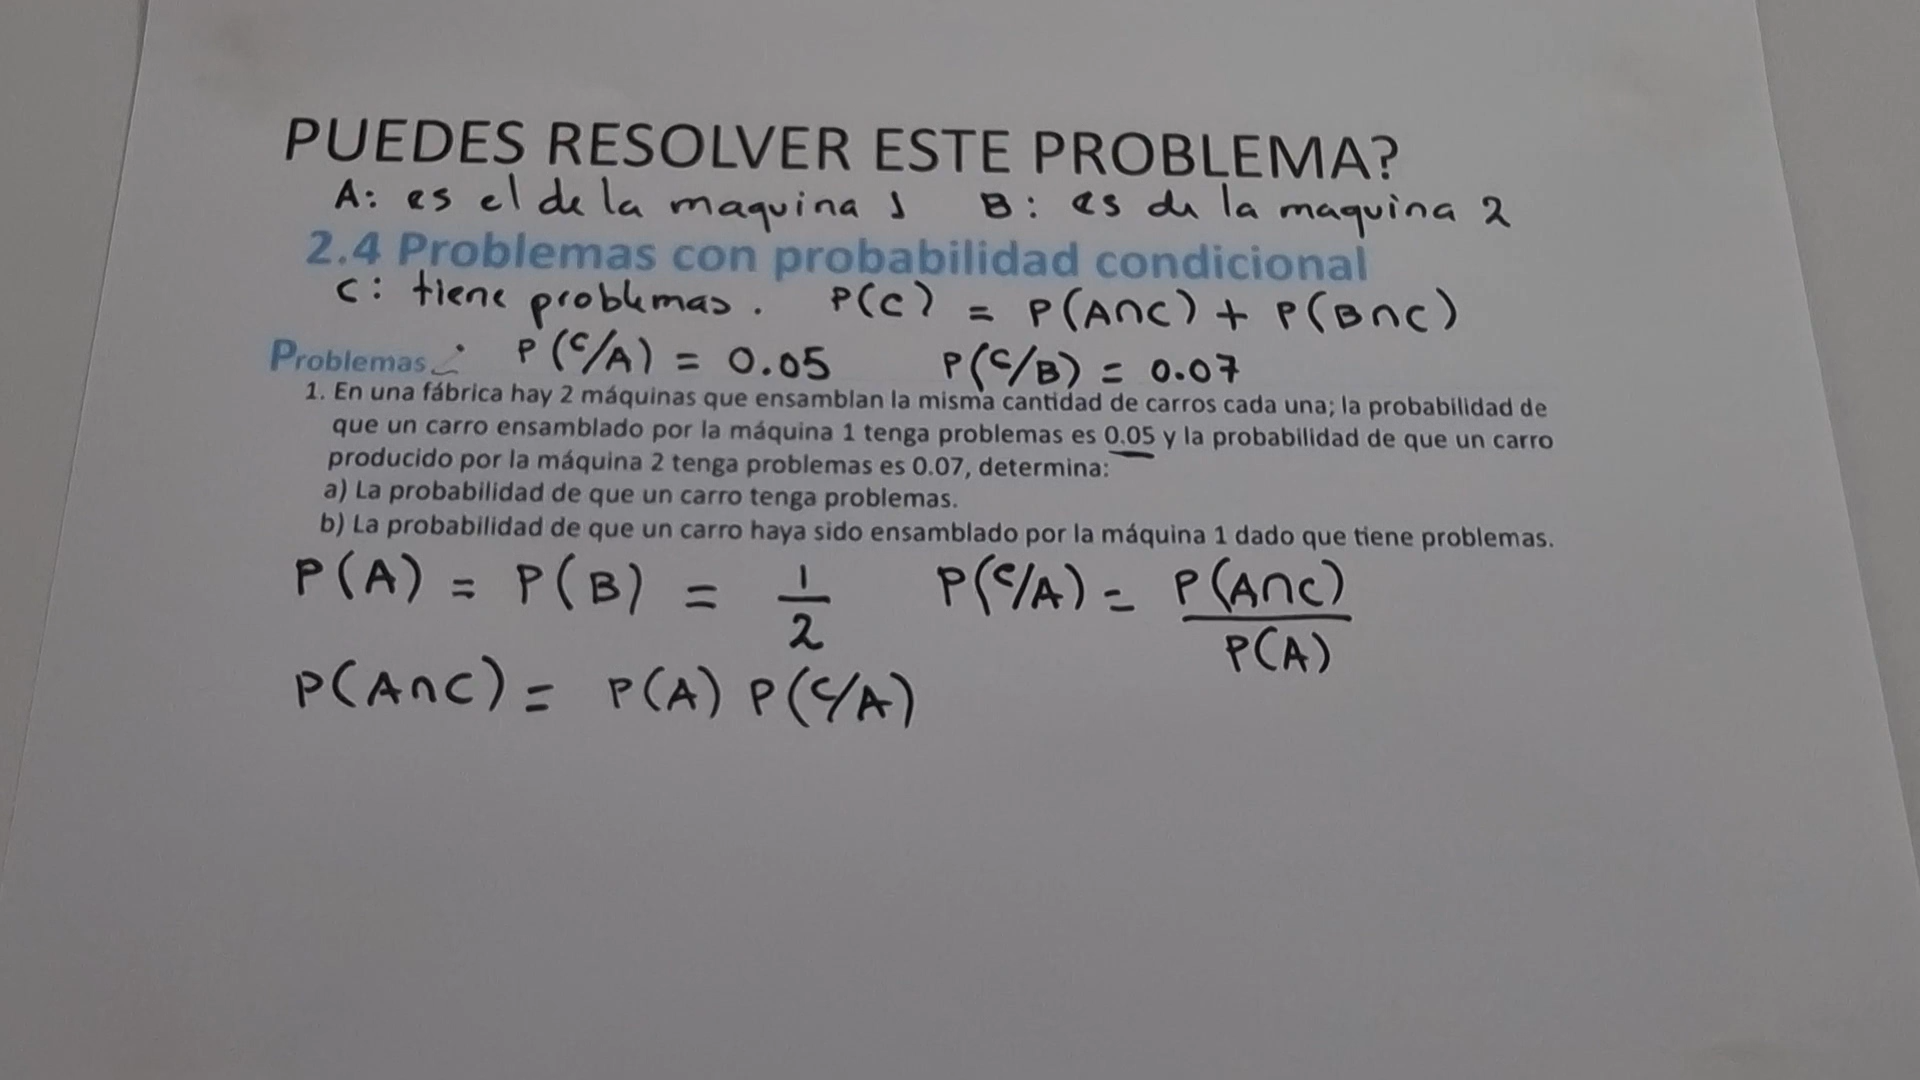 PUEDES RESOLVER ESTE PROBLEMA?
A: es el de la maquina 1 B: es de la maquina 2
2.4 Problemas con probabilidad condicional
C: tiene problemas. P(C) = P(A∩C) + P(B∩C)
Problemas P(C/A) = 0.05 P(C/B) = 0.07
1. En una fábrica hay 2 máquinas que ensamblan la misma cantidad de carros cada una; la probabilidad de
que un carro ensamblado por la máquina 1 tenga problemas es 0.05 y la probabilidad de que un carro
producido por la máquina 2 tenga problemas es 0.07, determina:
a) La probabilidad de que un carro tenga problemas.
b) La probabilidad de que un carro haya sido ensamblado por la máquina 1 dado que tiene problemas.
P(A) = P(B) = 1/2 P(C/A) = P(A∩C)/P(A)
P(A∩C) = P(A) P(C/A)